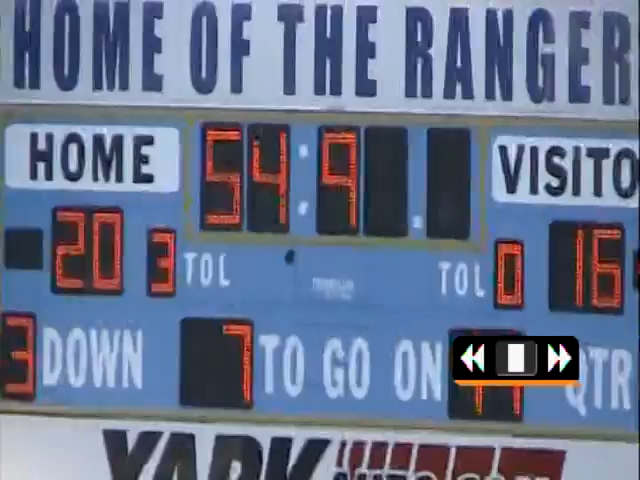 HOME OF THE RANGER
HOME 54:9 . VISITO
20 3 TOL TOL 0 16
3 DOWN 7 TO GO ON QTR
YARK